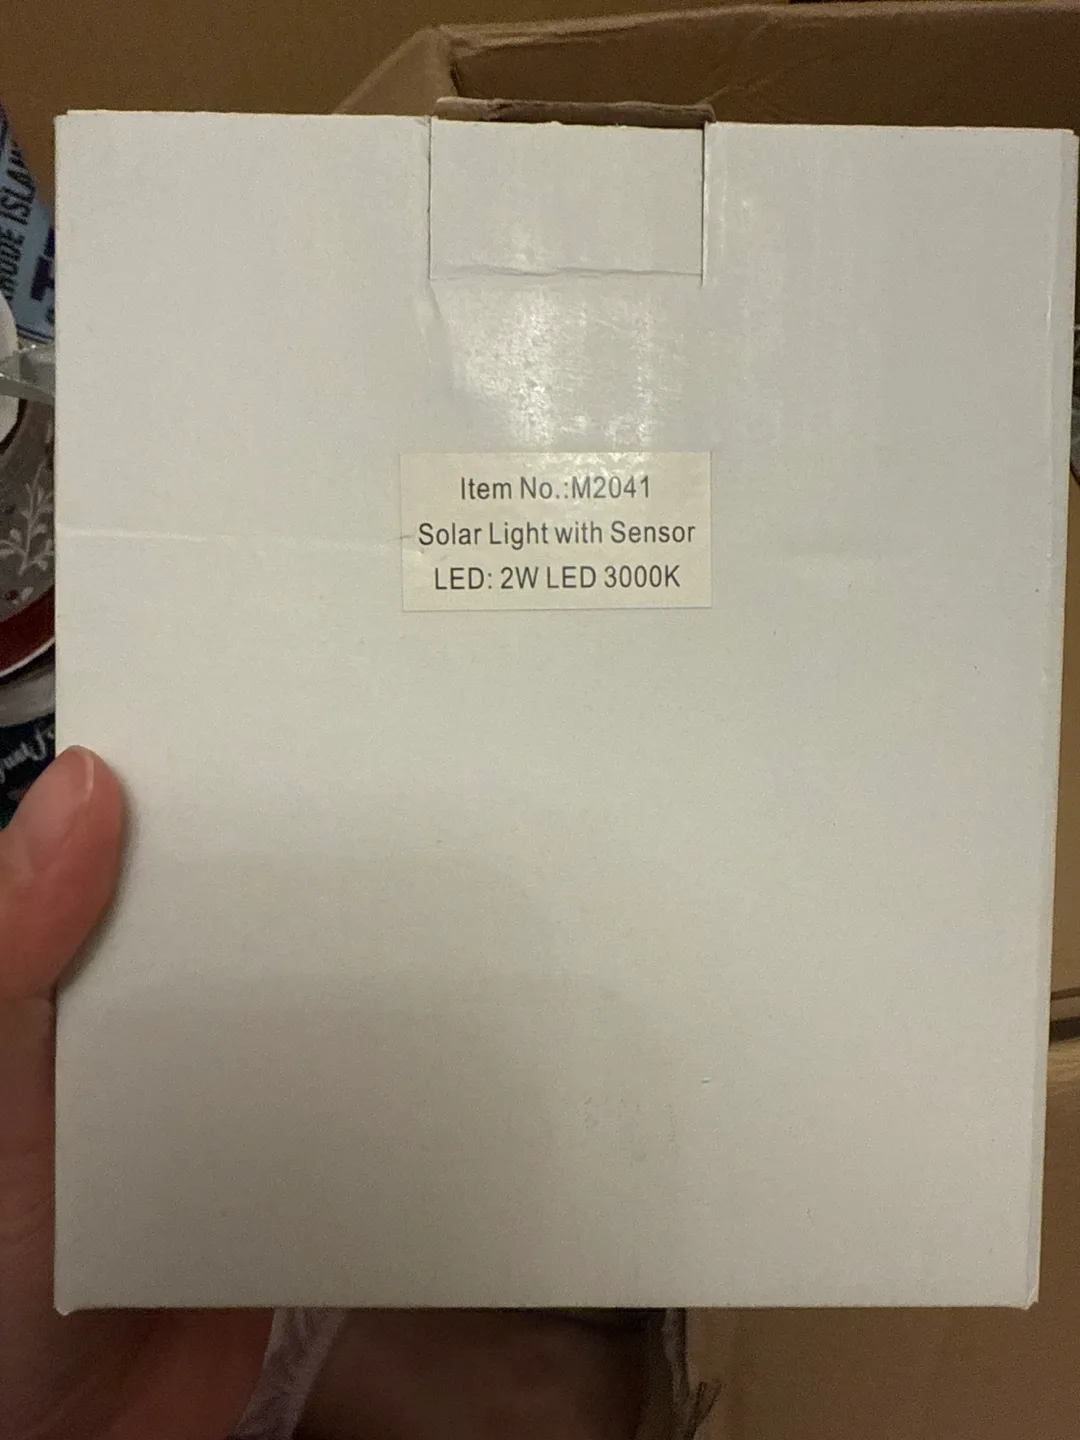 Item No.:M2041
Solar Light with Sensor
LED: 2W LED 3000K